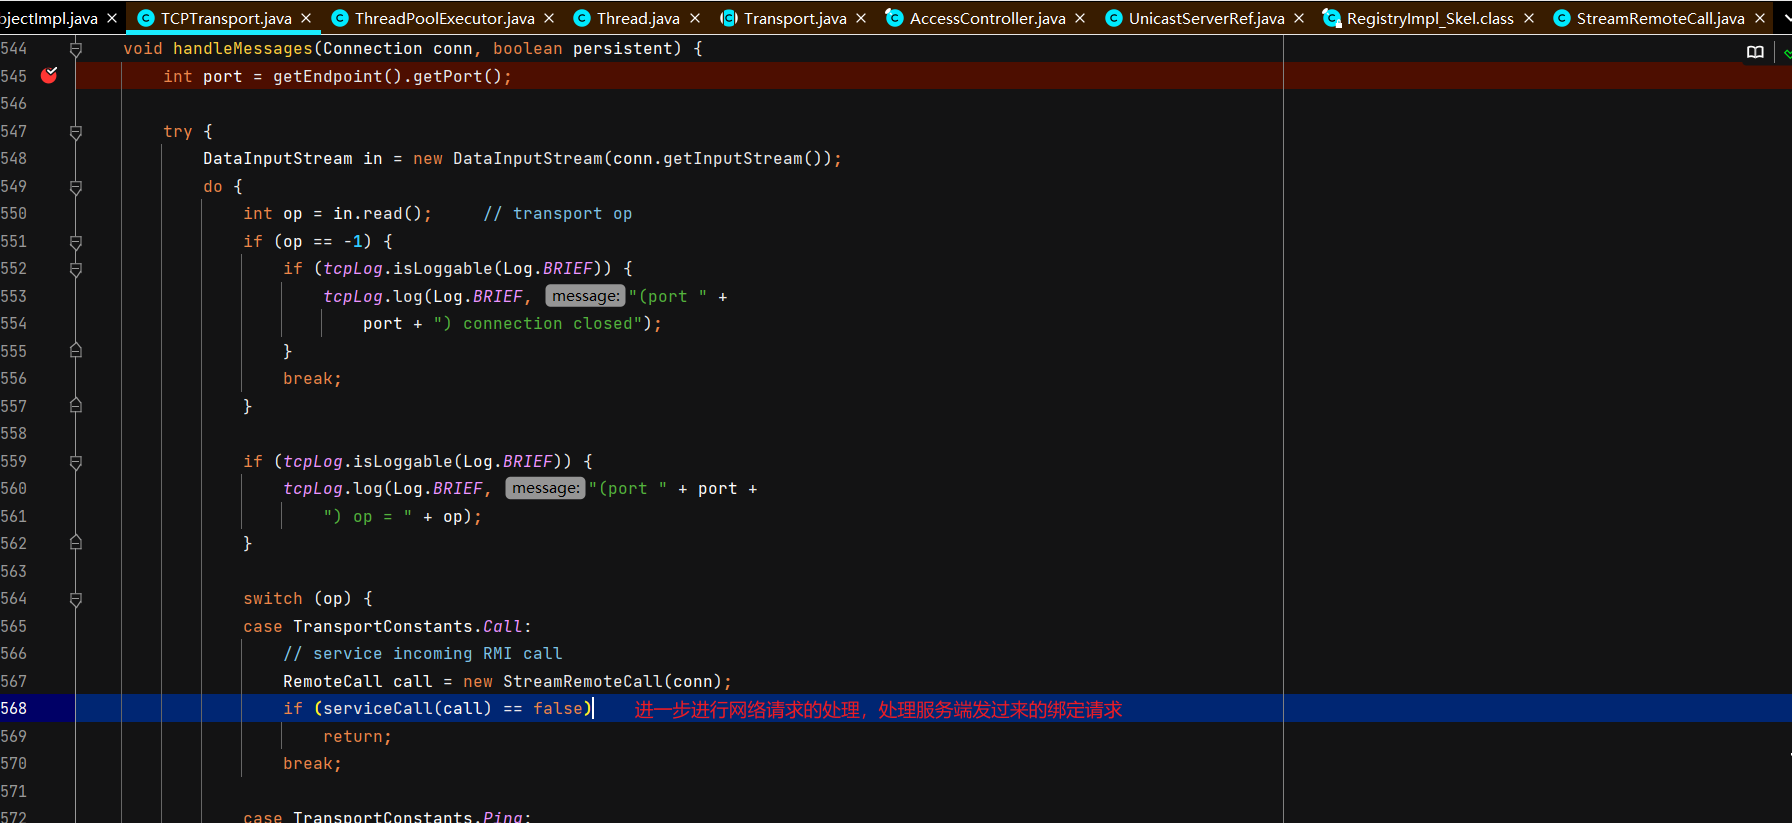 bjectImpl.java TCPTransport.java ThreadPoolExecutor.java Thread.java Transport.java AccessController.java UnicastServerRef.java RegistryImpl_Skel.class StreamRemoteCall.java
544 void handleMessages(Connection conn, boolean persistent) {
545 int port = getEndpoint().getPort();
546
547 try {
548 DataInputStream in = new DataInputStream(conn.getInputStream());
549 do {
550 int op = in.read(); // transport op
551 if (op == -1) {
552 if (tcpLog.isLoggable(Log.BRIEF)) {
553 tcpLog.log(Log.BRIEF, message: "(port " +
554 port + ") connection closed");
555 }
556 break;
557 }
558
559 if (tcpLog.isLoggable(Log.BRIEF)) {
560 tcpLog.log(Log.BRIEF, message: "(port " + port +
561 ") op = " + op);
562 }
563
564 switch (op) {
565 case TransportConstants.Call:
566 // service incoming RMI call
567 RemoteCall call = new StreamRemoteCall(conn);
568 if (serviceCall(call) == false) 进一步进行网络请求的处理，处理服务端发过来的绑定请求
569 return;
570 break;
571
572 case TransportConstants.Ping: